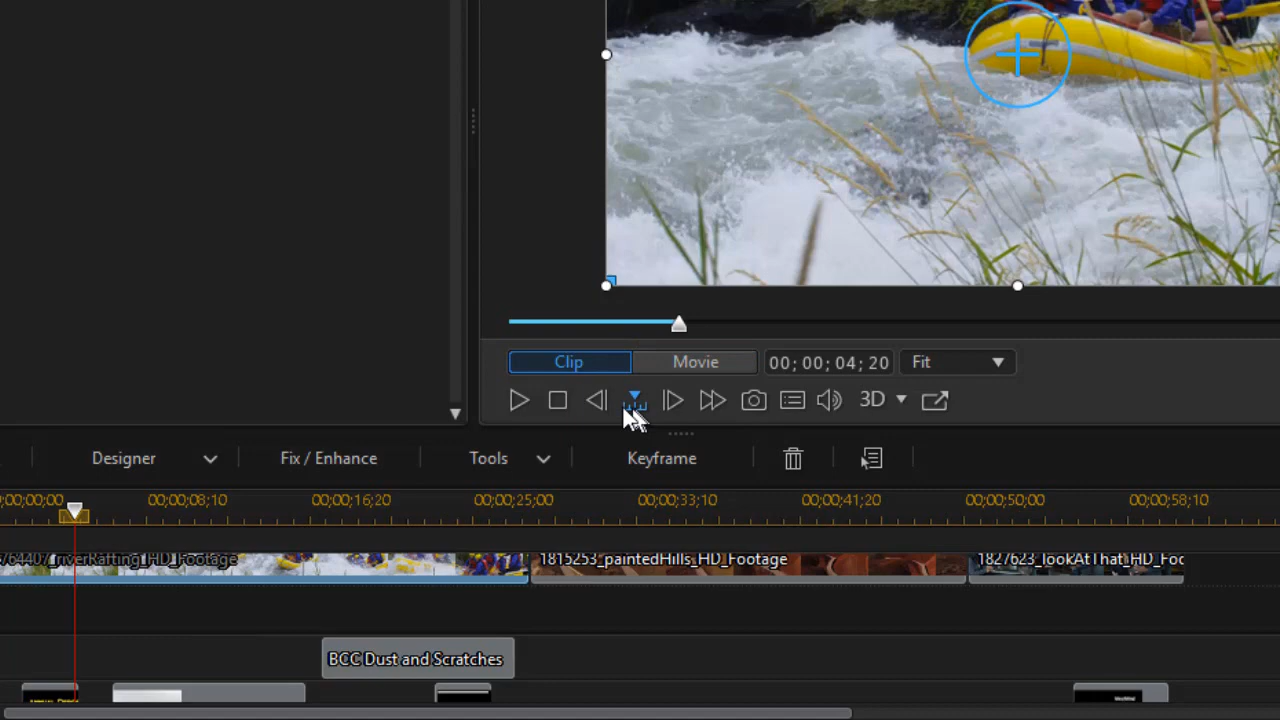 Clip Movie 00; 00; 04; 20 Fit
3D
Designer Fix / Enhance Tools Keyframe
00;00;00;00 00;00;08;10 00;00;16;20 00;00;25;00 00;00;33;10 00;00;41;20 00;00;50;00 00;00;58;10
764407_riverRafting_HD_Footage 1815253_paintedHills_HD_Footage 1827623_lookAtThat_HD_Foo
BCC Dust and Scratches